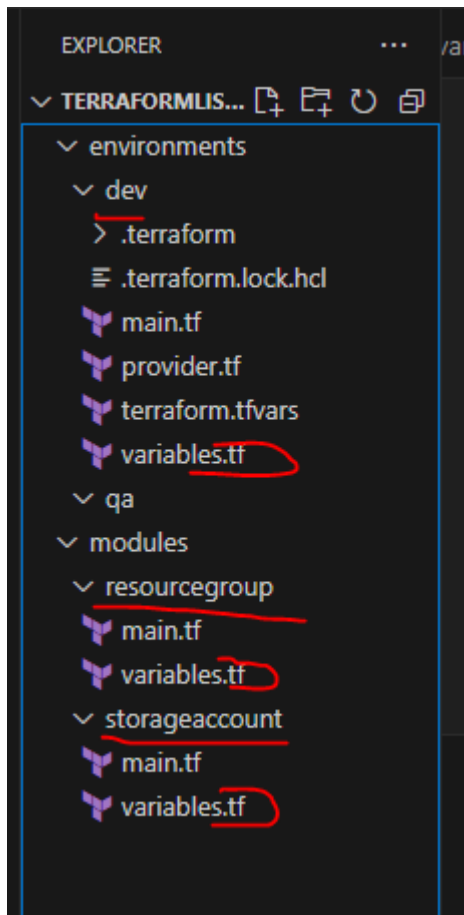 EXPLORER ... /var
TERRAFORMLIS...
environments
dev
.terraform
.terraform.lock.hcl
main.tf
provider.tf
terraform.tfvars
variables.tf
qa
modules
resourcegroup
main.tf
variables.tf
storageaccount
main.tf
variables.tf